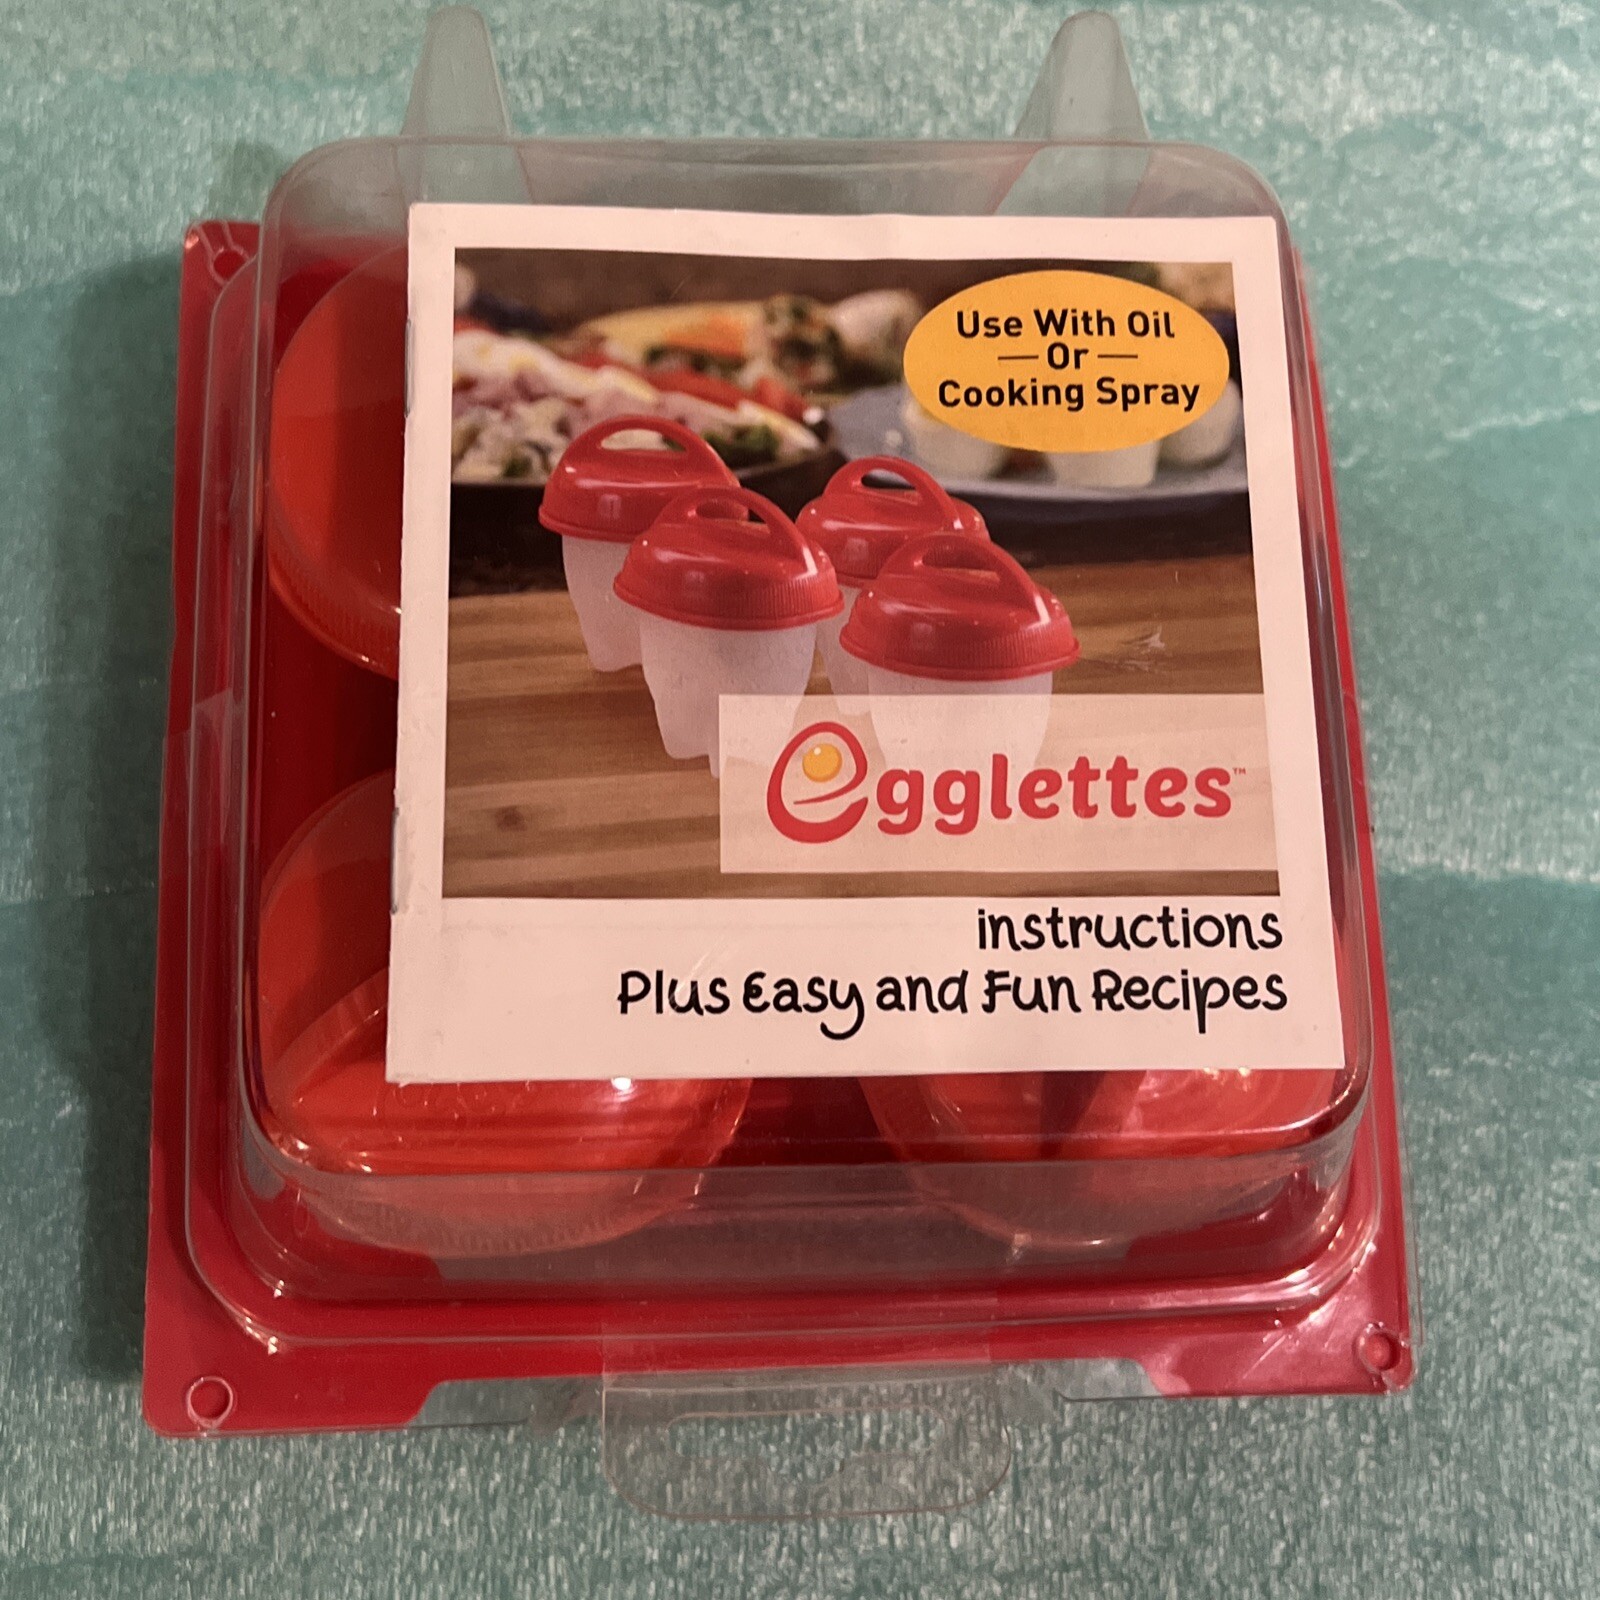 Use With Oil
Or
Cooking Spray
egglettes™
instructions
Plus Easy and Fun Recipes